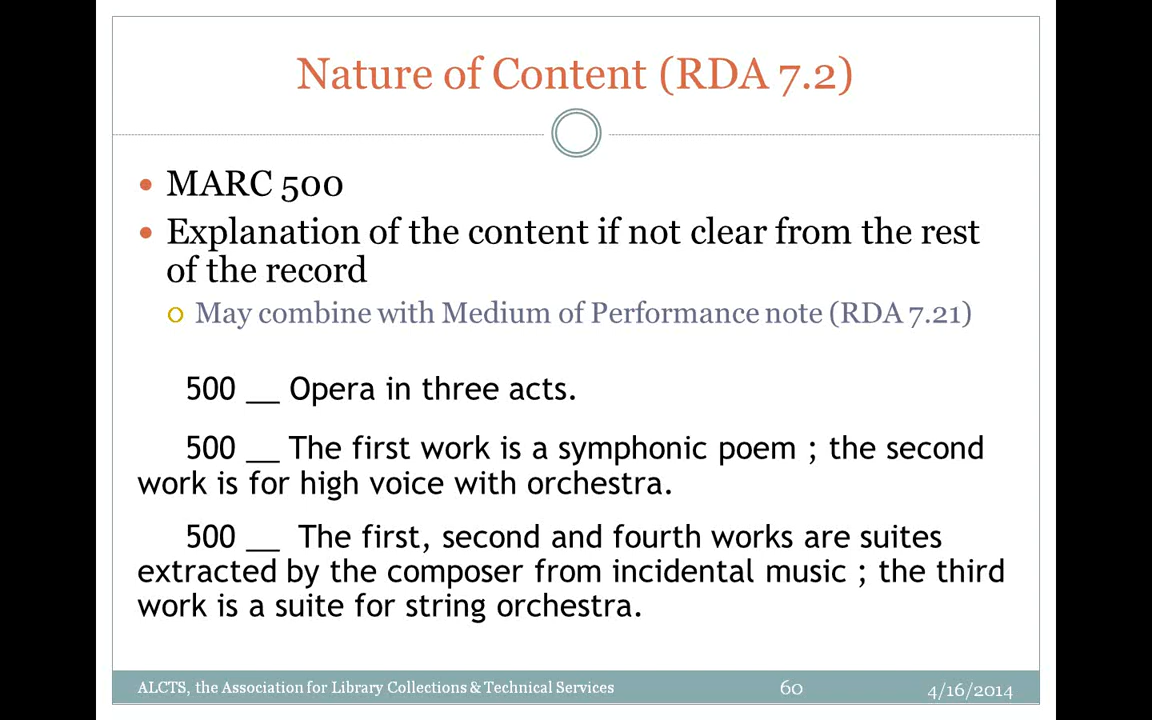 Nature of Content (RDA 7.2)
• MARC 500
• Explanation of the content if not clear from the rest
of the record
○ May combine with Medium of Performance note (RDA 7.21)
500 __ Opera in three acts.
500 __ The first work is a symphonic poem ; the second
work is for high voice with orchestra.
500 __ The first, second and fourth works are suites
extracted by the composer from incidental music ; the third
work is a suite for string orchestra.
ALCTS, the Association for Library Collections & Technical Services 60 4/16/2014